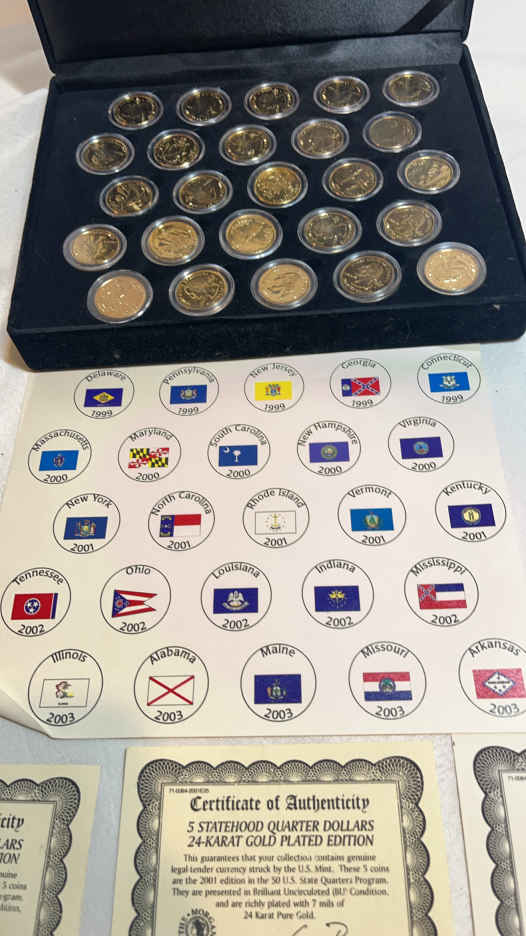 Delaware
1999
Pennsylvania
1999
New Jersey
1999
Georgia
1999
Connecticut
1999
Massachusetts
2000
Maryland
2000
South Carolina
2000
New Hampshire
2000
Virginia
2000
New York
2001
North Carolina
2001
Rhode Island
2001
Vermont
2001
Kentucky
2001
Tennessee
2002
Ohio
2002
Louisiana
2002
Indiana
2002
Mississippi
2002
Illinois
2003
Alabama
2003
Maine
2003
Missouri
2003
Arkansas
2003
Certificate of Authenticity
5 STATEHOOD QUARTER DOLLARS
24-KARAT GOLD PLATED EDITION
This guarantees that your collection contains genuine
legal tender currency struck by the U.S. Mint. These 5 coins
are the 2001 edition in the 50 U.S. State Quarters Program.
They are presented in Brilliant Uncirculated (BU) Condition,
and are richly plated with 7 mils of
24 Karat Pure Gold.
THE MORGAN